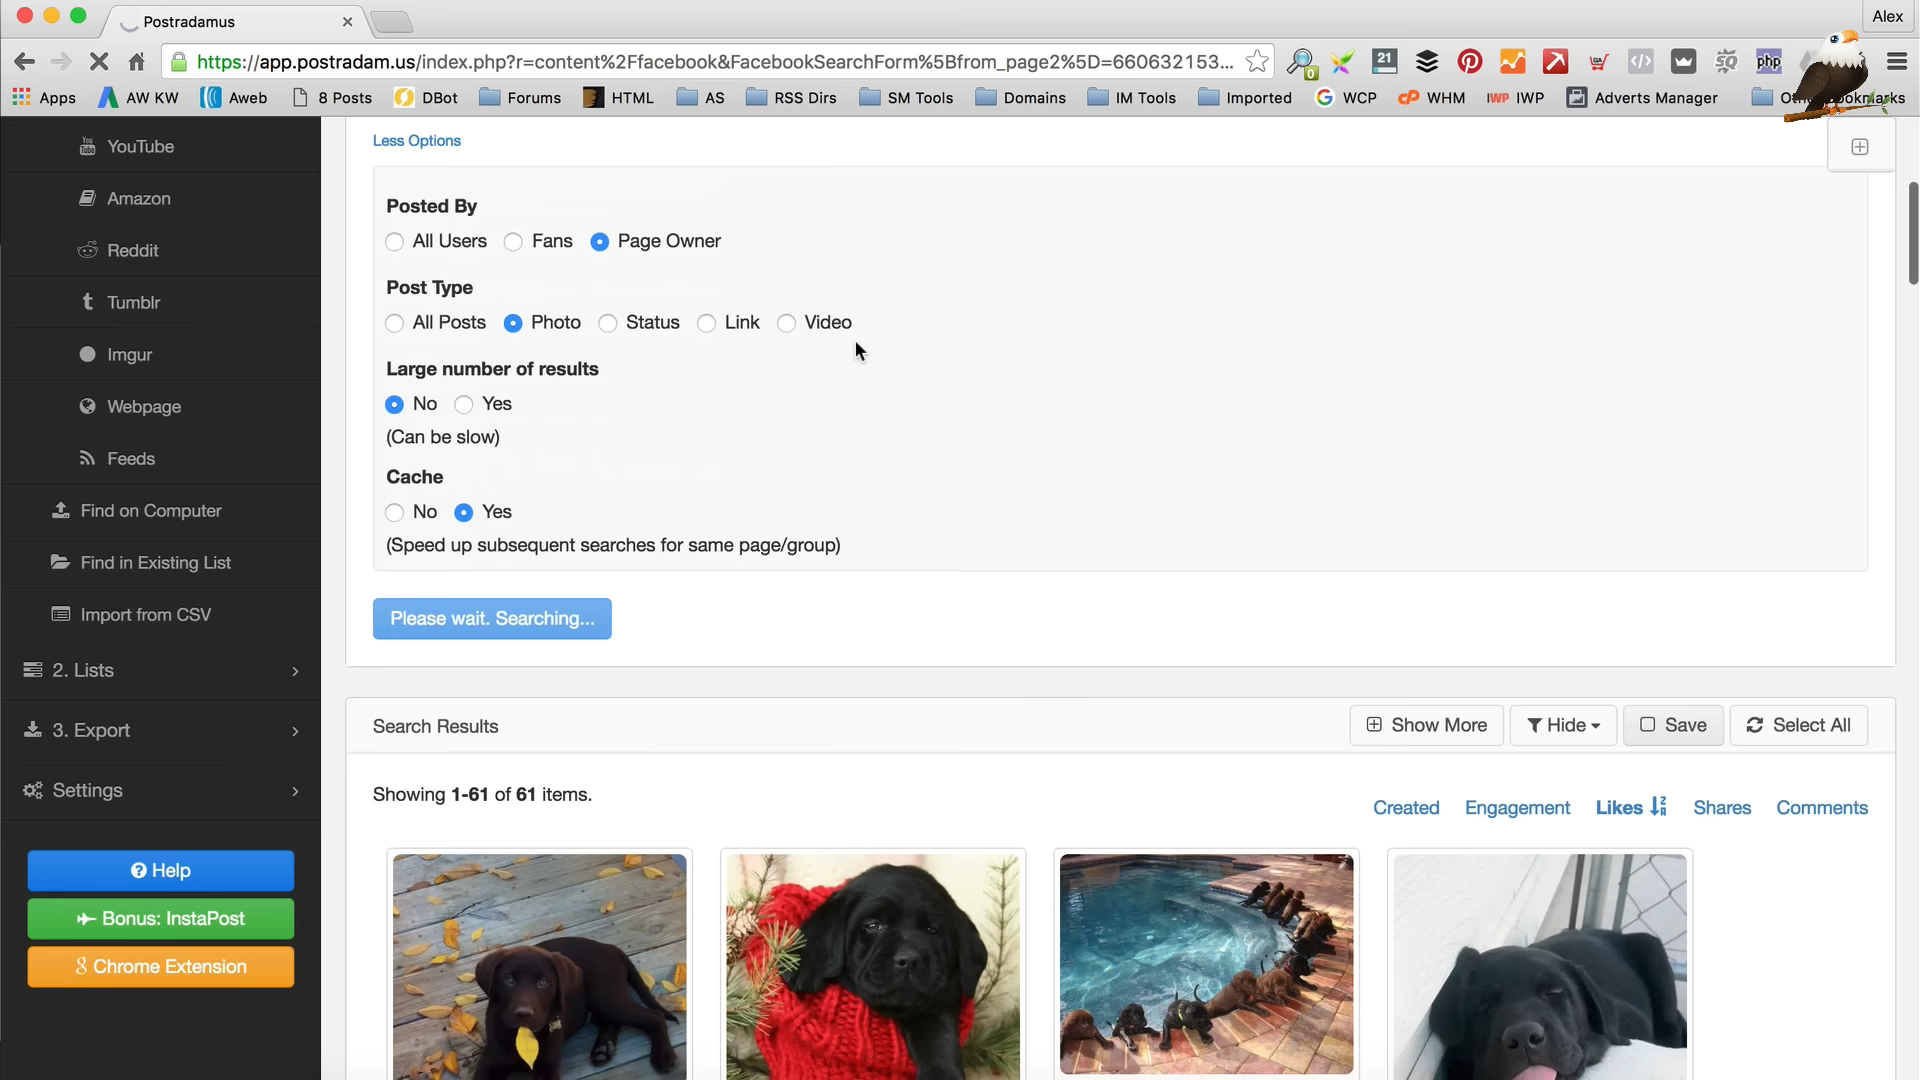 Postradamus
Alex
https://app.postradam.us/index.php?r=content%2Ffacebook&FacebookSearchForm%5Bfrom_page2%5D=660632153...
0
21
GA
SQ
php
Apps
AW KW
Aweb
8 Posts
DBot
Forums
HTML
AS
RSS Dirs
SM Tools
Domains
IM Tools
Imported
WCP
WHM
IWP
Adverts Manager
YouTube
Amazon
Reddit
Tumblr
Imgur
Webpage
Feeds
Find on Computer
Find in Existing List
Import from CSV
2. Lists
3. Export
Settings
Help
Bonus: InstaPost
Chrome Extension
Less Options
Posted By
All Users Fans Page Owner
Post Type
All Posts Photo Status Link Video
Large number of results
No Yes
(Can be slow)
Cache
No Yes
(Speed up subsequent searches for same page/group)
Please wait. Searching...
Search Results
Show More Hide Save Select All
Showing 1-61 of 61 items.
Created Engagement Likes Shares Comments